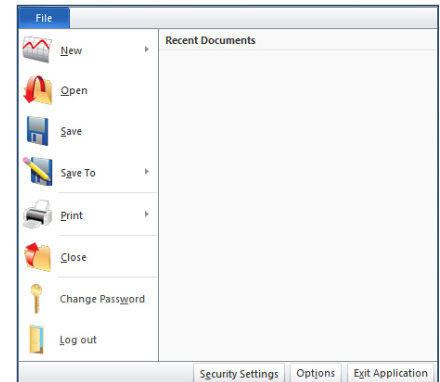 File
New
Recent Documents
Open
Save
Save To
Print
Close
Change Password
Log out
Security Settings
Options
Exit Application